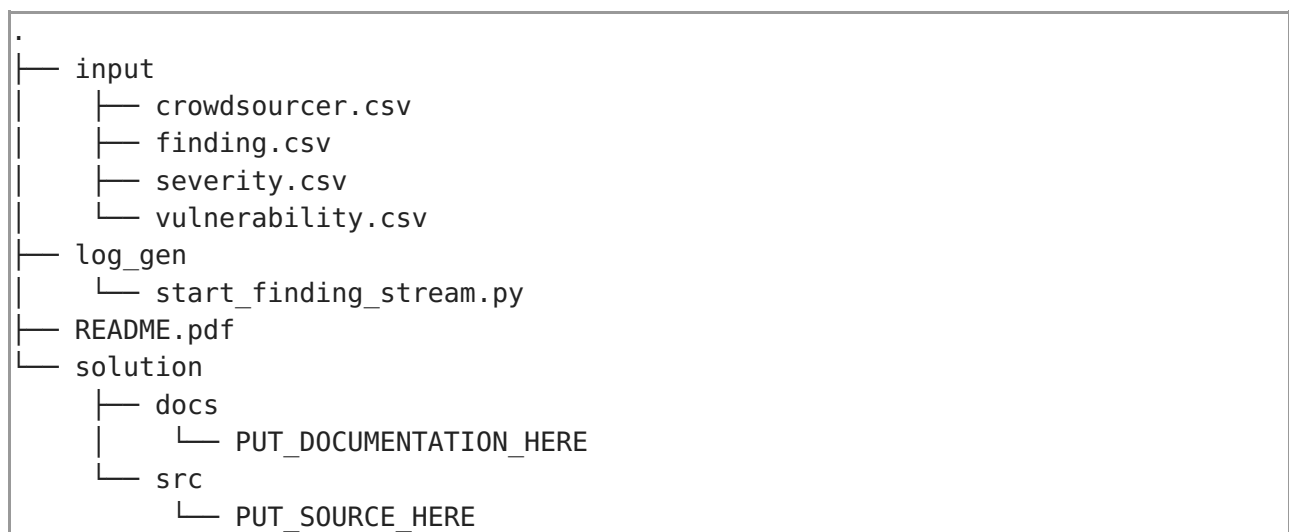 .
├── input
│   ├── crowdsourcer.csv
│   ├── finding.csv
│   ├── severity.csv
│   └── vulnerability.csv
├── log_gen
│   └── start_finding_stream.py
├── README.pdf
└── solution
    ├── docs
    │   └── PUT_DOCUMENTATION_HERE
    └── src
        └── PUT_SOURCE_HERE